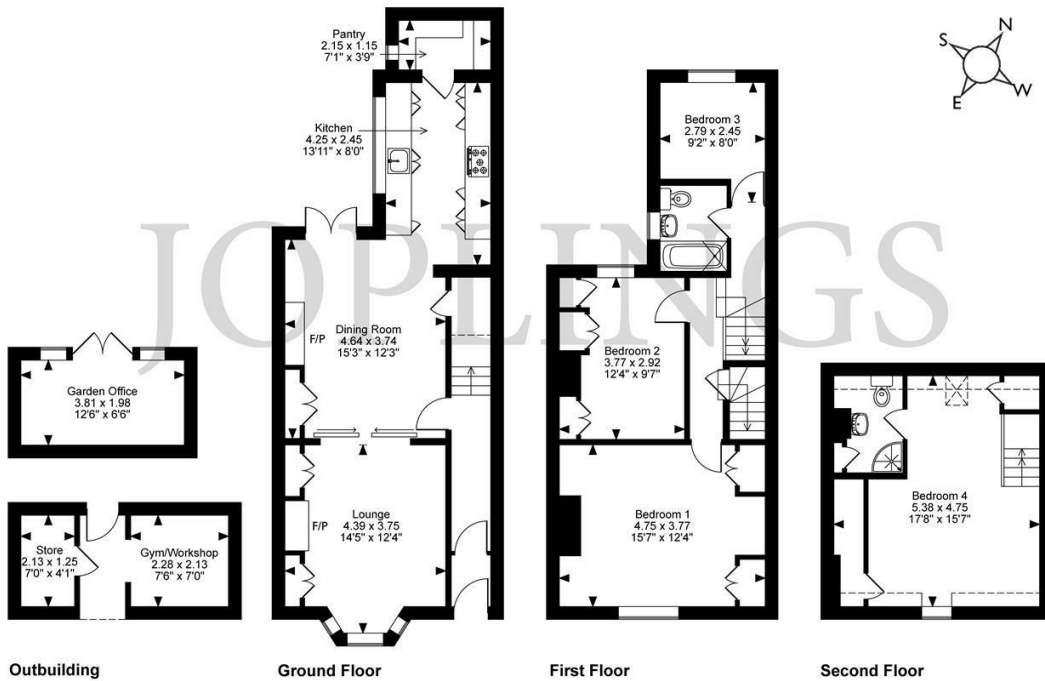 Pantry
2.15 x 1.15
7'1" x 3'9"
N
S
W
E
Kitchen
4.25 x 2.45
13'11" x 8'0"
Bedroom 3
2.79 x 2.45
9'2" x 8'0"
JOPLINGS
F/P
Dining Room
4.64 x 3.74
15'3" x 12'3"
Bedroom 2
3.77 x 2.92
12'4" x 9'7"
Garden Office
3.81 x 1.98
12'6" x 6'6"
Store
2.13 x 1.25
7'0" x 4'1"
Gym/Workshop
2.28 x 2.13
7'6" x 7'0"
F/P
Lounge
4.39 x 3.75
14'5" x 12'4"
Bedroom 1
4.75 x 3.77
15'7" x 12'4"
Bedroom 4
5.38 x 4.75
17'8" x 15'7"
Outbuilding
Ground Floor
First Floor
Second Floor